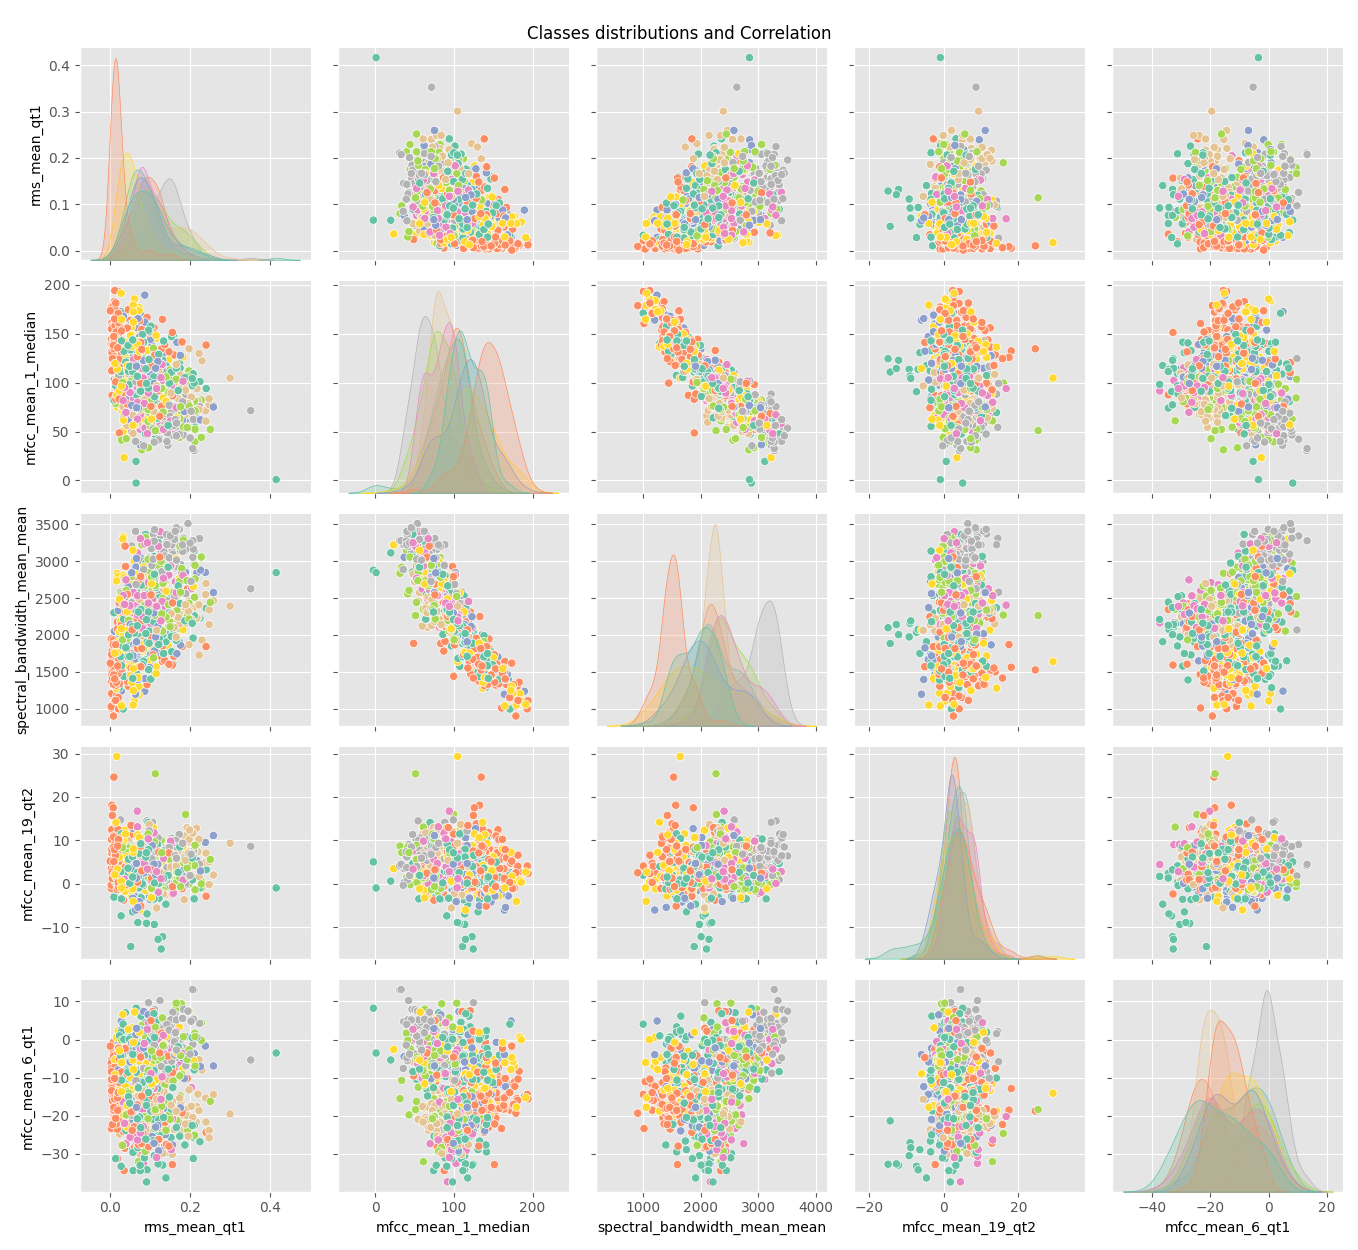 Classes distributions and Correlation
rms_mean_qt1
0.4
0.3
0.2
0.1
0.0
mfcc_mean_1_median
200
150
100
50
0
spectral_bandwidth_mean_mean
3500
3000
2500
2000
1500
1000
mfcc_mean_19_qt2
30
20
10
0
−10
mfcc_mean_6_qt1
10
0
−10
−20
−30
0.0 0.2 0.4
0 100 200
1000 2000 3000 4000
−20 0 20
−40 −20 0 20
rms_mean_qt1
mfcc_mean_1_median
spectral_bandwidth_mean_mean
mfcc_mean_19_qt2
mfcc_mean_6_qt1